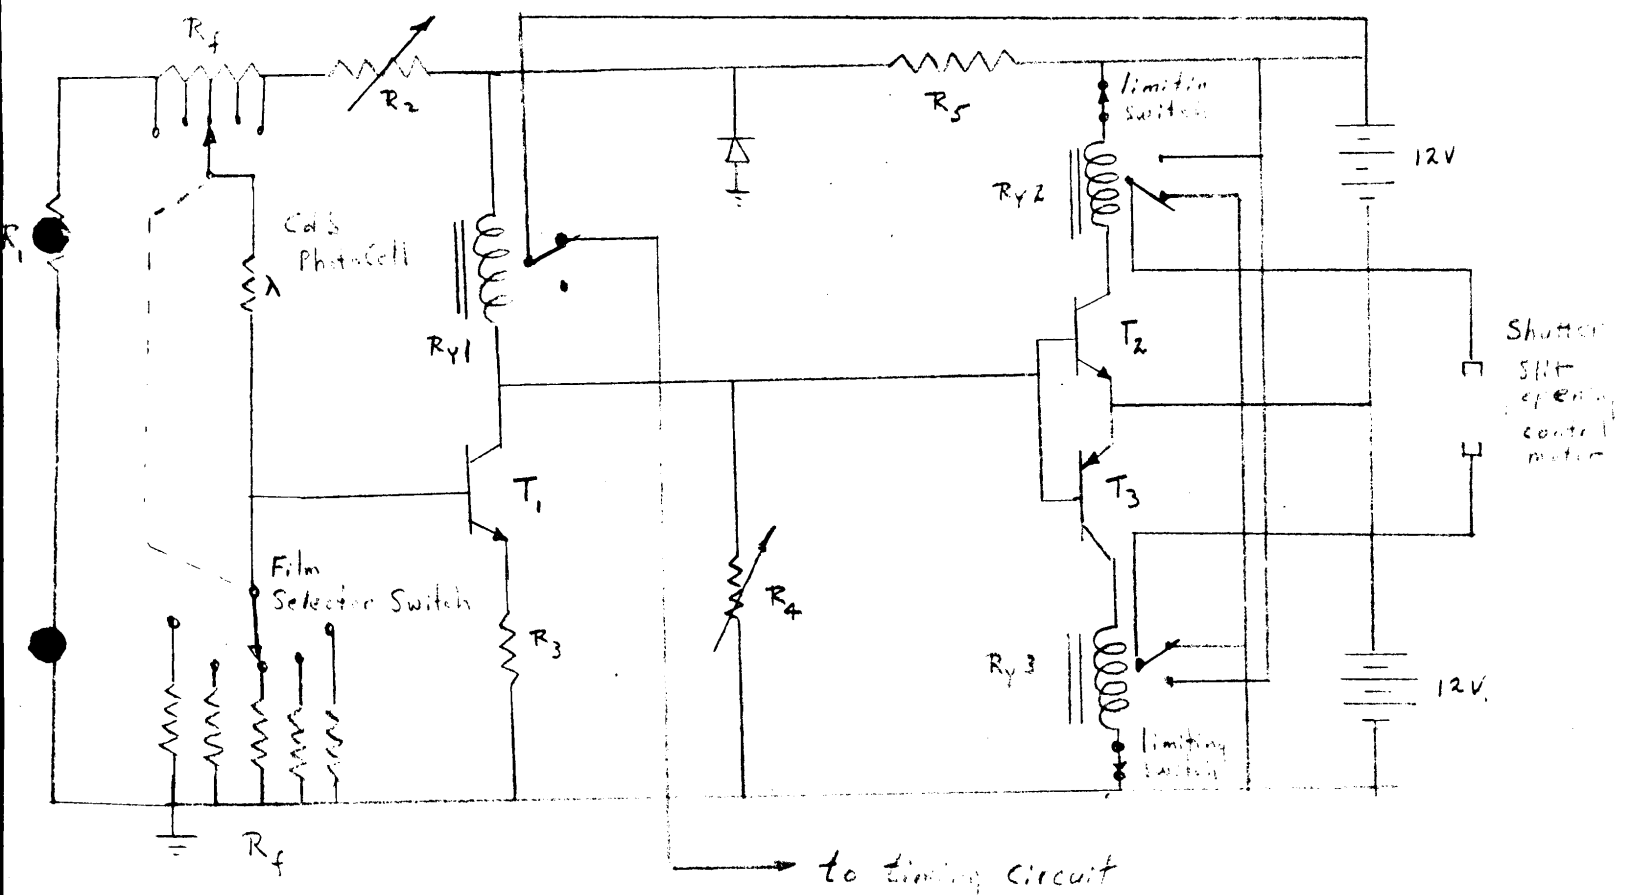 R_f
R_2
R_5
limitin
switch
12V
R_1
CdS
PhotoCell
λ
R_Y2
R_Y1
T_2
Shutter
slit
opening
control
motor
T_1
T_3
Film
Selector Switch
R_3
R_4
R_Y3
12V.
limiting
switch
R_f
to timing circuit